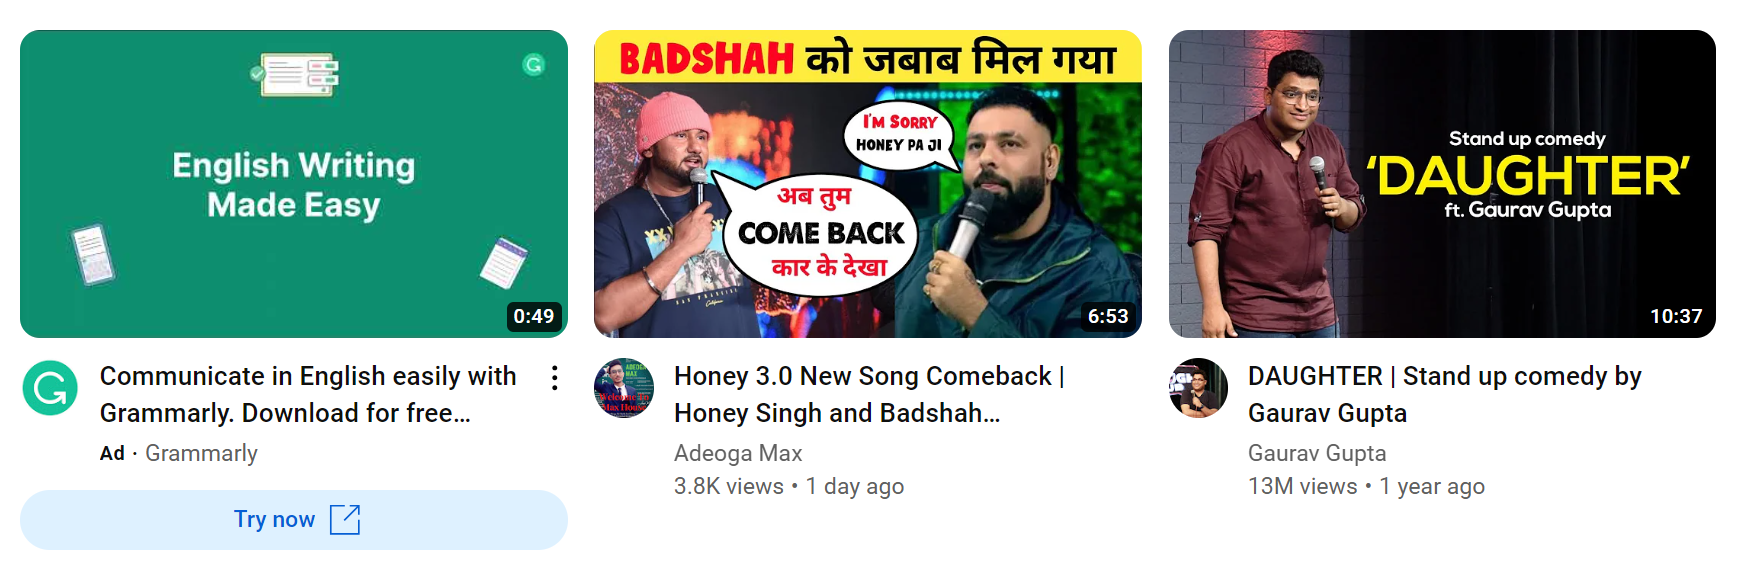 English Writing
Made Easy
0:49
Communicate in English easily with
Grammarly. Download for free...
Ad · Grammarly
Try now
BADSHAH को जबाब मिल गया
I'M SORRY
HONEY PA JI
अब तुम
COME BACK
कार के देखा
6:53
Honey 3.0 New Song Comeback |
Honey Singh and Badshah...
Adeoga Max
3.8K views • 1 day ago
Stand up comedy
'DAUGHTER'
ft. Gaurav Gupta
10:37
DAUGHTER | Stand up comedy by
Gaurav Gupta
Gaurav Gupta
13M views • 1 year ago